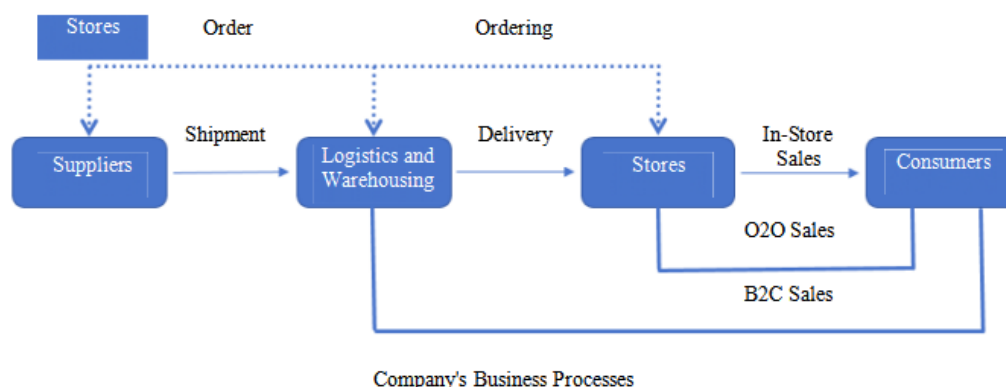 Stores
Order
Ordering
Shipment
Delivery
In-Store
Sales
Suppliers
Logistics and
Warehousing
Stores
Consumers
O2O Sales
B2C Sales
Company's Business Processes